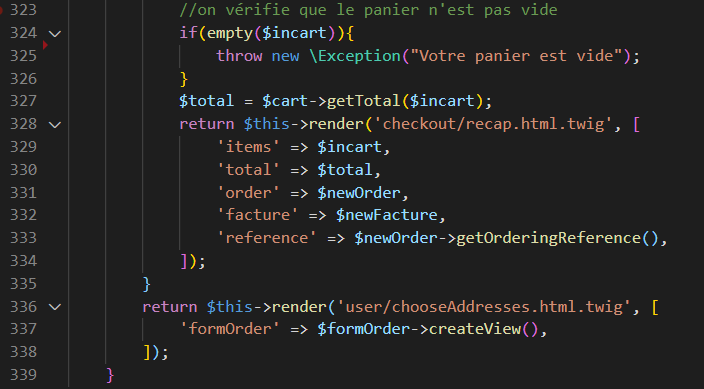 323 //on vérifie que le panier n'est pas vide
324 if(empty($incart)){
325 throw new \Exception("Votre panier est vide");
326 }
327 $total = $cart->getTotal($incart);
328 return $this->render('checkout/recap.html.twig', [
329 'items' => $incart,
330 'total' => $total,
331 'order' => $newOrder,
332 'facture' => $newFacture,
333 'reference' => $newOrder->getOrderingReference(),
334 ]);
335 }
336 return $this->render('user/chooseAddresses.html.twig', [
337 'formOrder' => $formOrder->createView(),
338 ]);
339 }